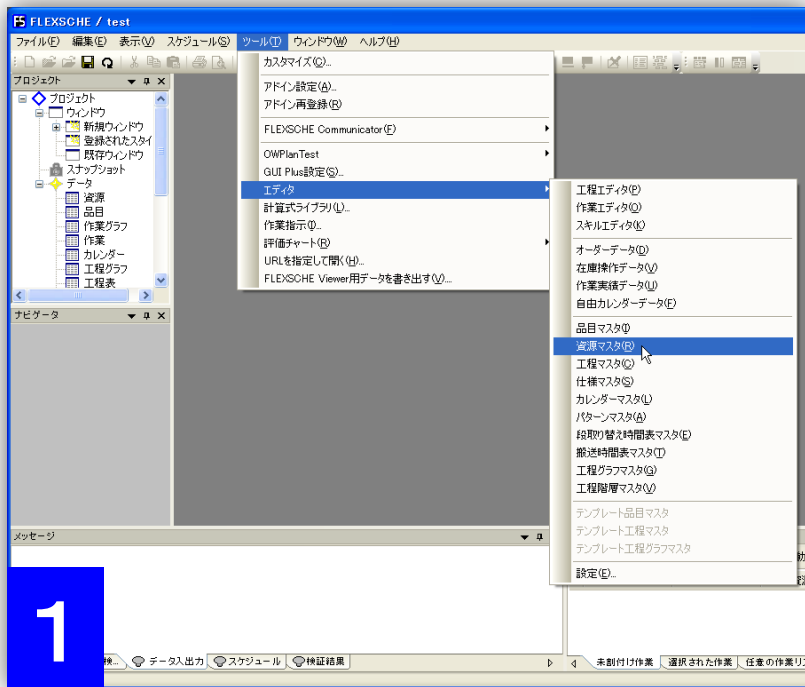 FLEXSCHE / test
ファイル(F) 編集(E) 表示(V) スケジュール(S) ツール(T) ウィンドウ(W) ヘルプ(H)
プロジェクト
プロジェクト
ウィンドウ
新規ウィンドウ
登録されたスタイ
既存ウィンドウ
スナップショット
データ
資源
品目
作業グラフ
作業
カレンダー
工程グラフ
工程表
ナビゲータ
カスタマイズ(C)...
アドイン設定(A)...
アドイン再登録(R)
FLEXSCHE Communicator(F)
OWPlanTest
GUI Plus設定(S)...
エディタ
計算式ライブラリ(L)...
作業指示(I)...
評価チャート(R)
URLを指定して開く(H)...
FLEXSCHE Viewer用データを書き出す(V)...
工程エディタ(P)
作業エディタ(O)
スキルエディタ(K)
オーダーデータ(D)
在庫操作データ(V)
作業実績データ(U)
自由カレンダーデータ(F)
品目マスタ(I)
資源マスタ(R)
工程マスタ(C)
仕様マスタ(S)
カレンダーマスタ(L)
パターンマスタ(A)
段取り替え時間表マスタ(E)
搬送時間表マスタ(T)
工程グラフマスタ(G)
工程階層マスタ(V)
テンプレート品目マスタ
テンプレート工程マスタ
テンプレート工程グラフマスタ
設定(E)...
メッセージ
1
検... データ入出力 スケジュール 検証結果
未割付け作業 選択された作業 任意の作業リ